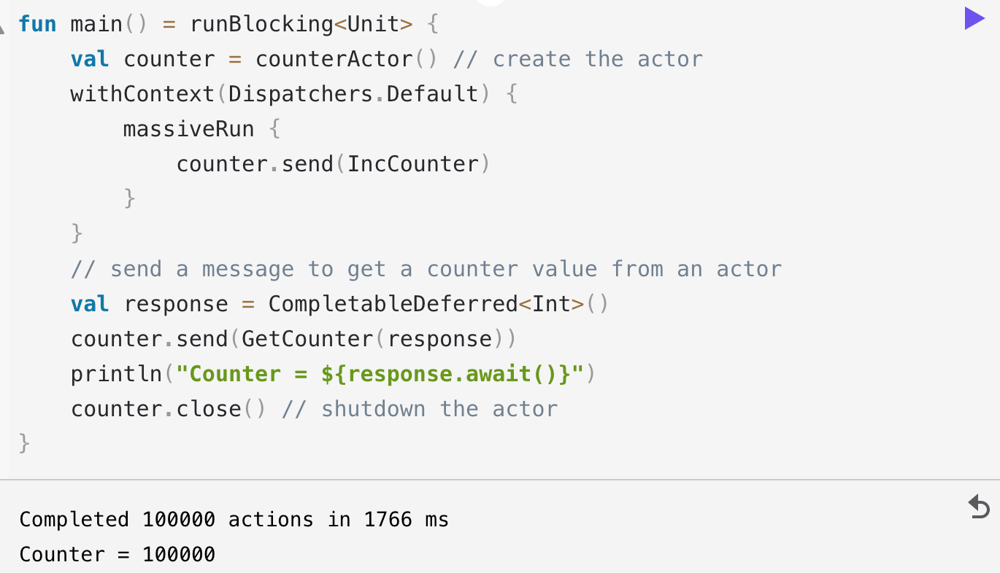 fun main() = runBlocking<Unit> {
    val counter = counterActor() // create the actor
    withContext(Dispatchers.Default) {
        massiveRun {
            counter.send(IncCounter)
        }
    }
    // send a message to get a counter value from an actor
    val response = CompletableDeferred<Int>()
    counter.send(GetCounter(response))
    println("Counter = ${response.await()}")
    counter.close() // shutdown the actor
}
Completed 100000 actions in 1766 ms
Counter = 100000